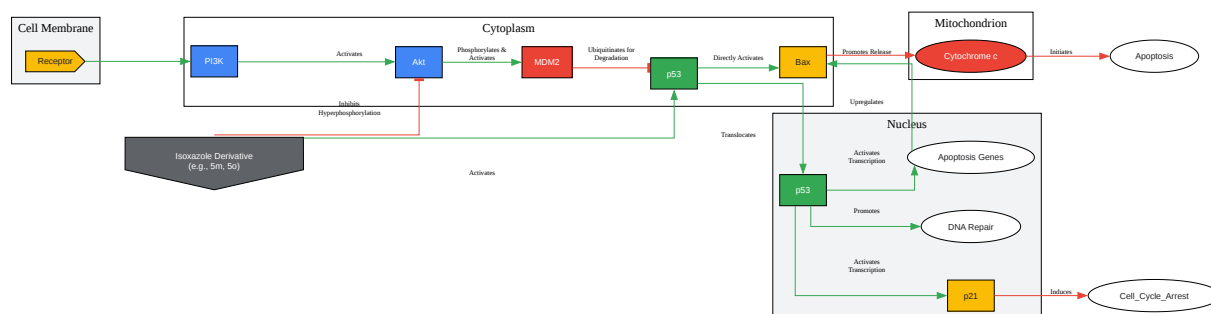 Cell Membrane
Cytoplasm
Mitochondrion
Receptor
PI3K
Activates
Akt
Phosphorylates &
Activates
MDM2
Ubiquitinates for
Degradation
p53
Directly Activates
Bax
Promotes Release
Cytochrome c
Initiates
Apoptosis
Inhibits
Hyperphosphorylation
Upregulates
Nucleus
Translocates
Isoxazole Derivative
(e.g., 5m, 5o)
Activates
Activates
Transcription
Apoptosis Genes
p53
Promotes
DNA Repair
Activates
Transcription
p21
Induces
Cell_Cycle_Arrest